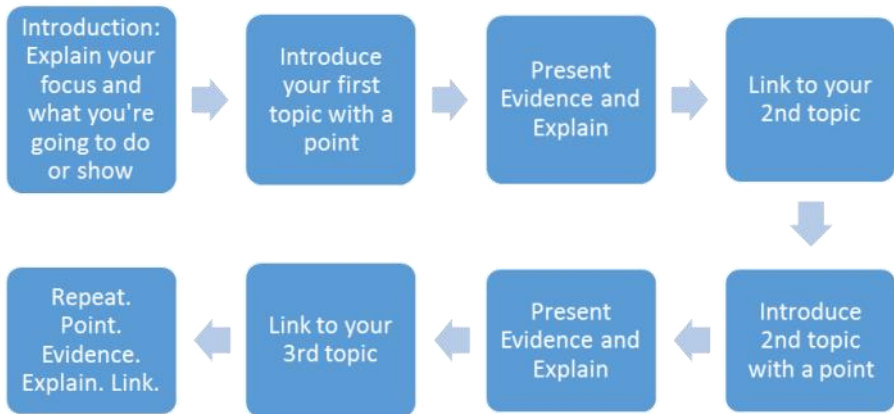 Introduction:
Explain your
focus and
what you're
going to do
or show
Introduce
your first
topic with a
point
Present
Evidence and
Explain
Link to your
2nd topic
Introduce
2nd topic
with a point
Present
Evidence and
Explain
Link to your
3rd topic
Repeat.
Point.
Evidence.
Explain. Link.